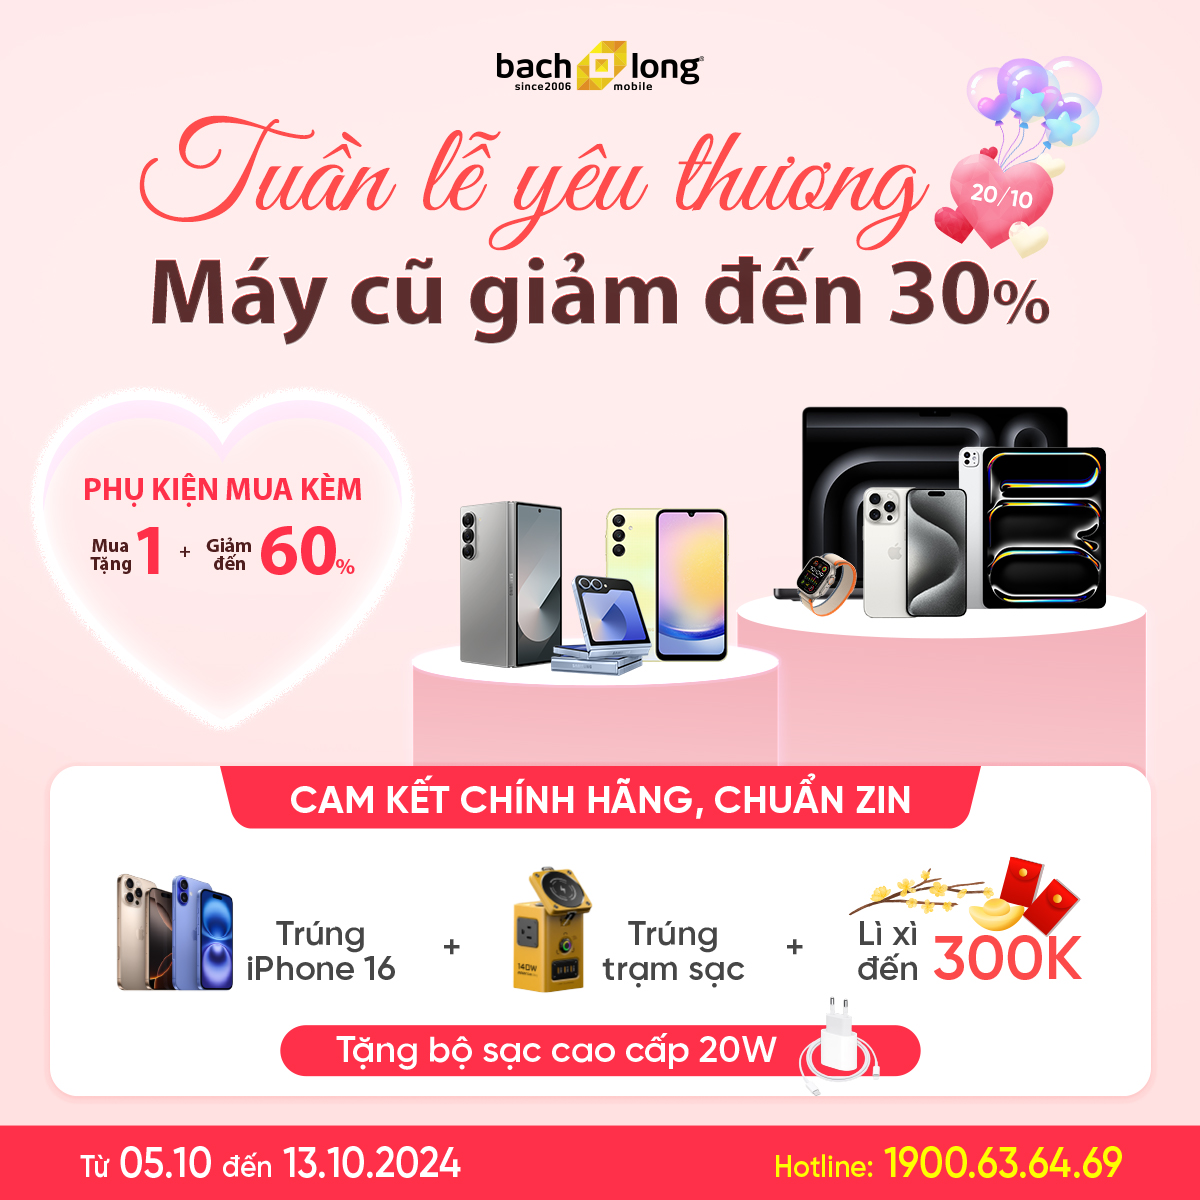 bach long
since2006 mobile
Tuần lễ yêu thương
20/10
Máy cũ giảm đến 30%
PHỤ KIỆN MUA KÈM
Mua 1 Tặng 1 + Giảm đến 60%
CAM KẾT CHÍNH HÃNG, CHUẨN ZIN
Trúng
iPhone 16
+
140W
Trúng
trạm sạc
+
Lì xì
đến 300K
Tặng bộ sạc cao cấp 20W
Từ 05.10 đến 13.10.2024
Hotline: 1900.63.64.69